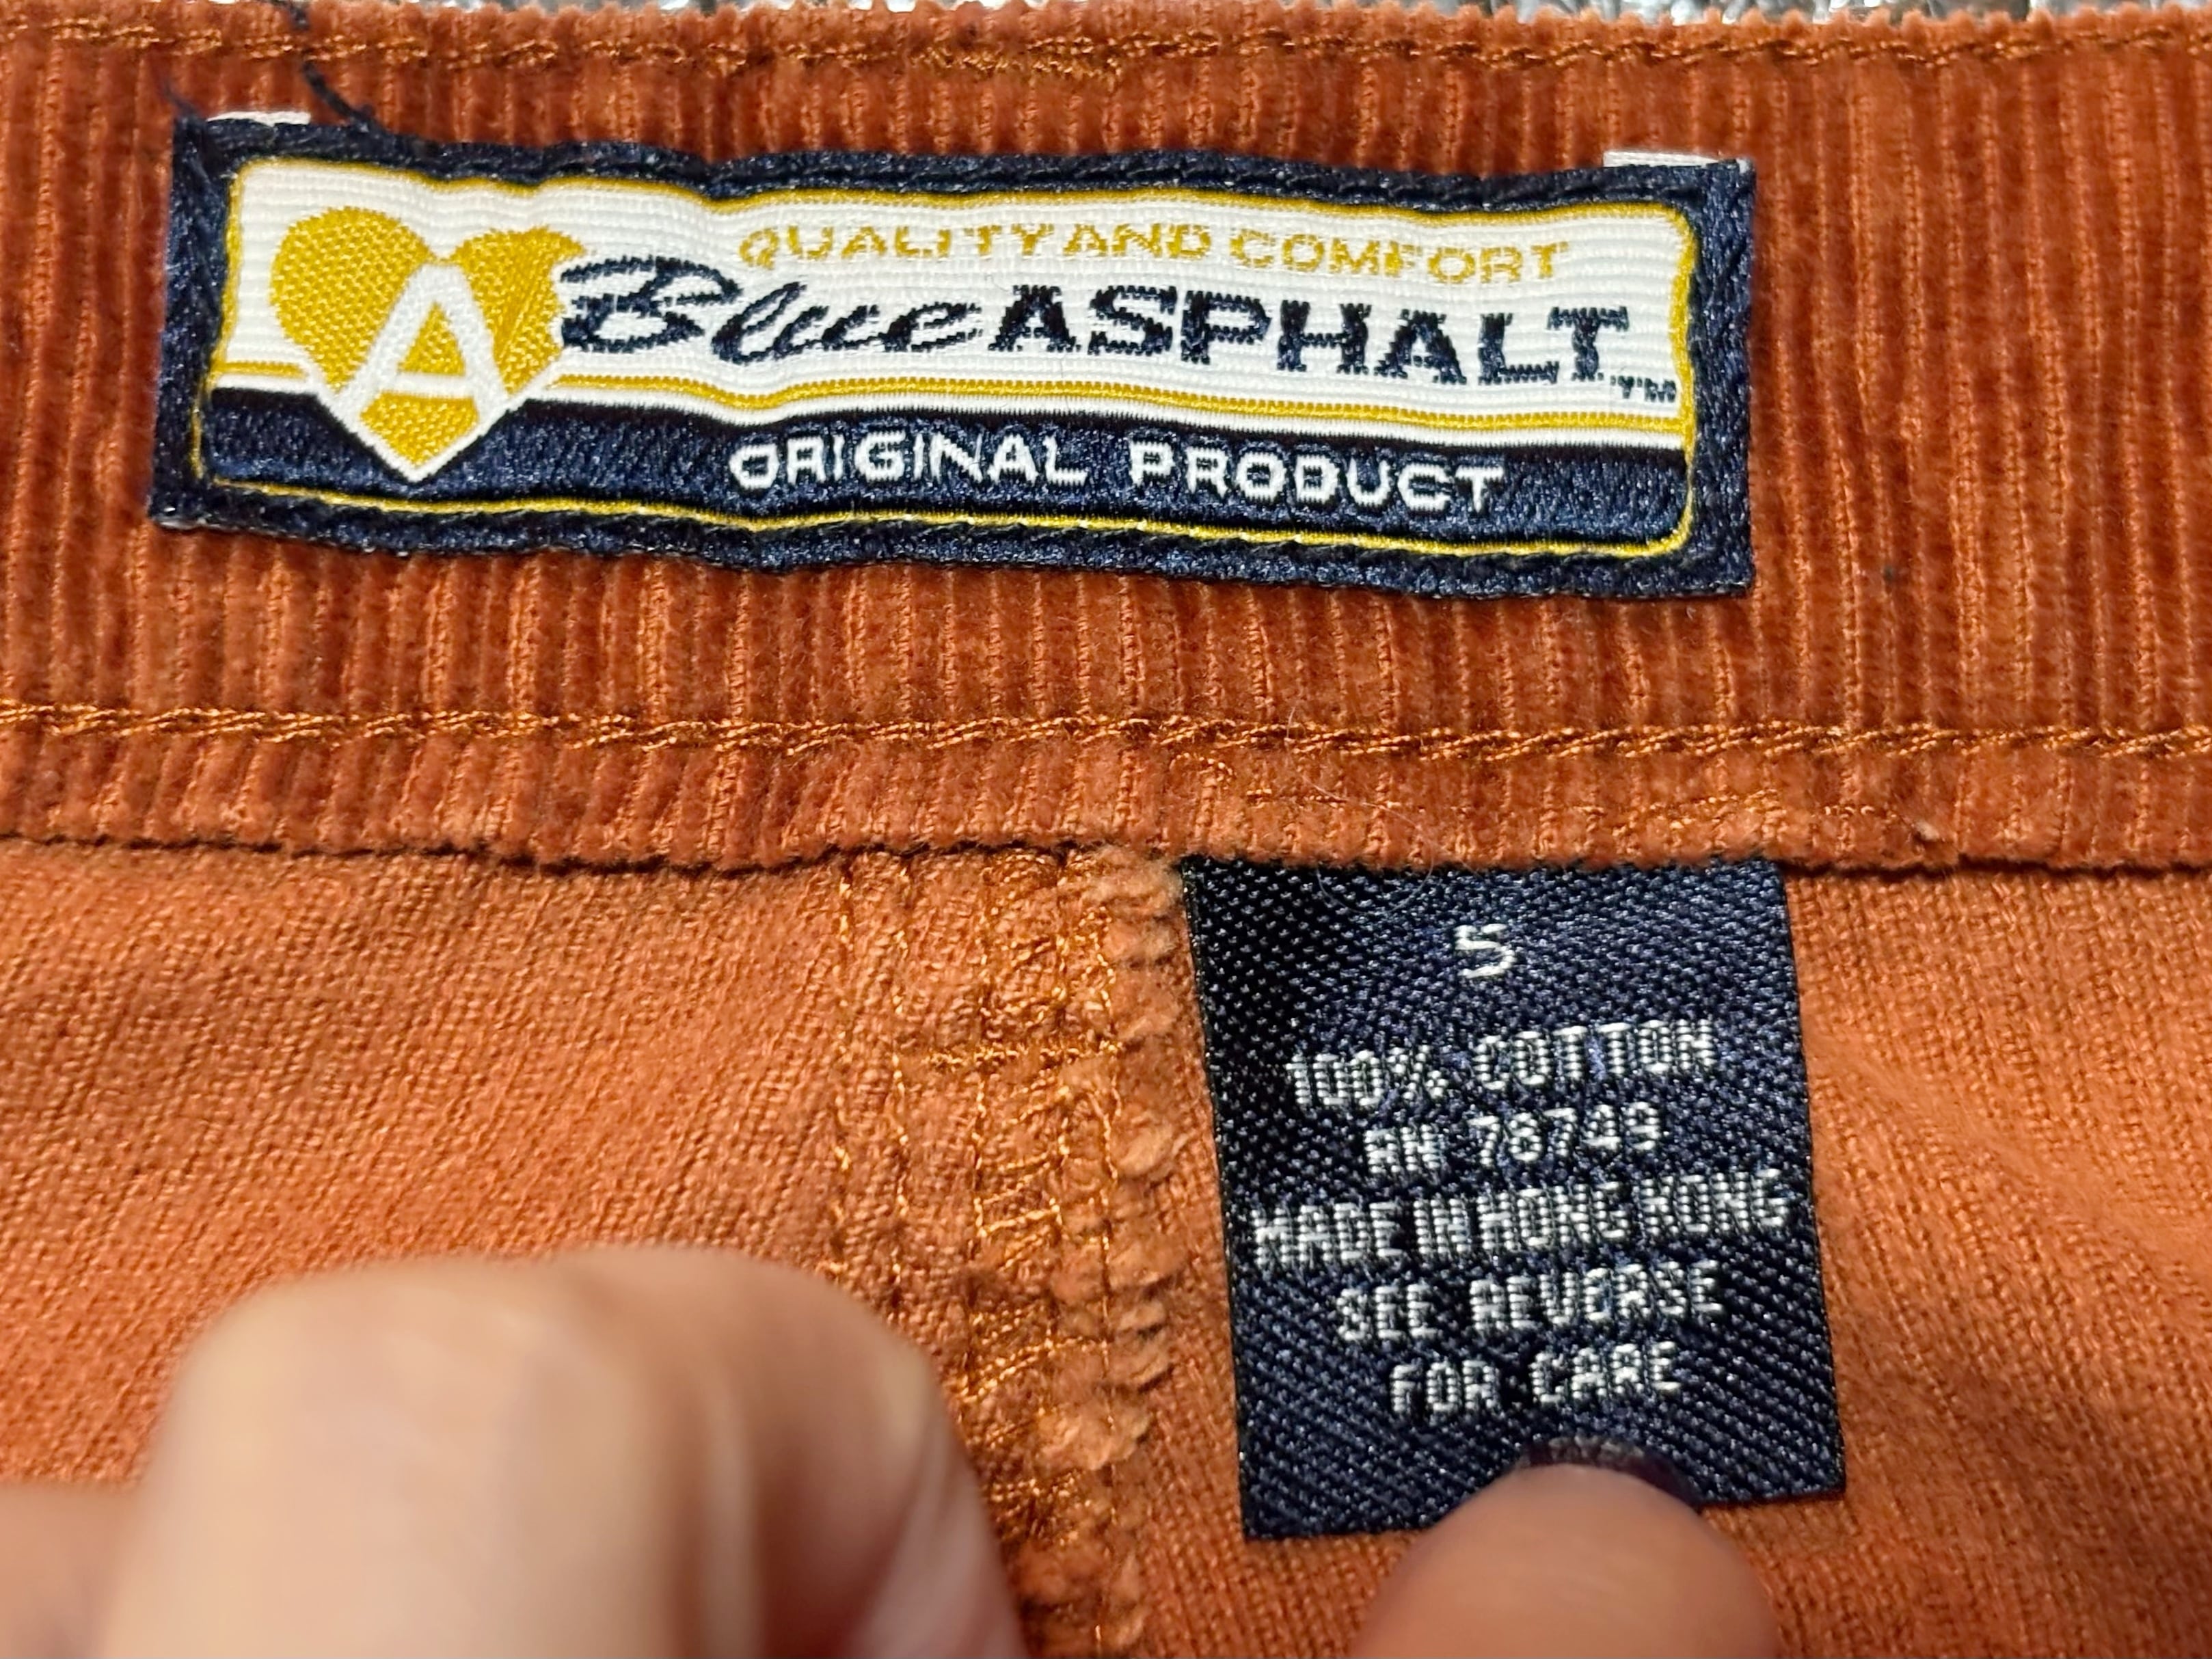 QUALITY AND COMFORT
A Blue ASPHALT TM
ORIGINAL PRODUCT
5
100% COTTON
RN 78749
MADE IN HONG KONG
SEE REVERSE
FOR CARE